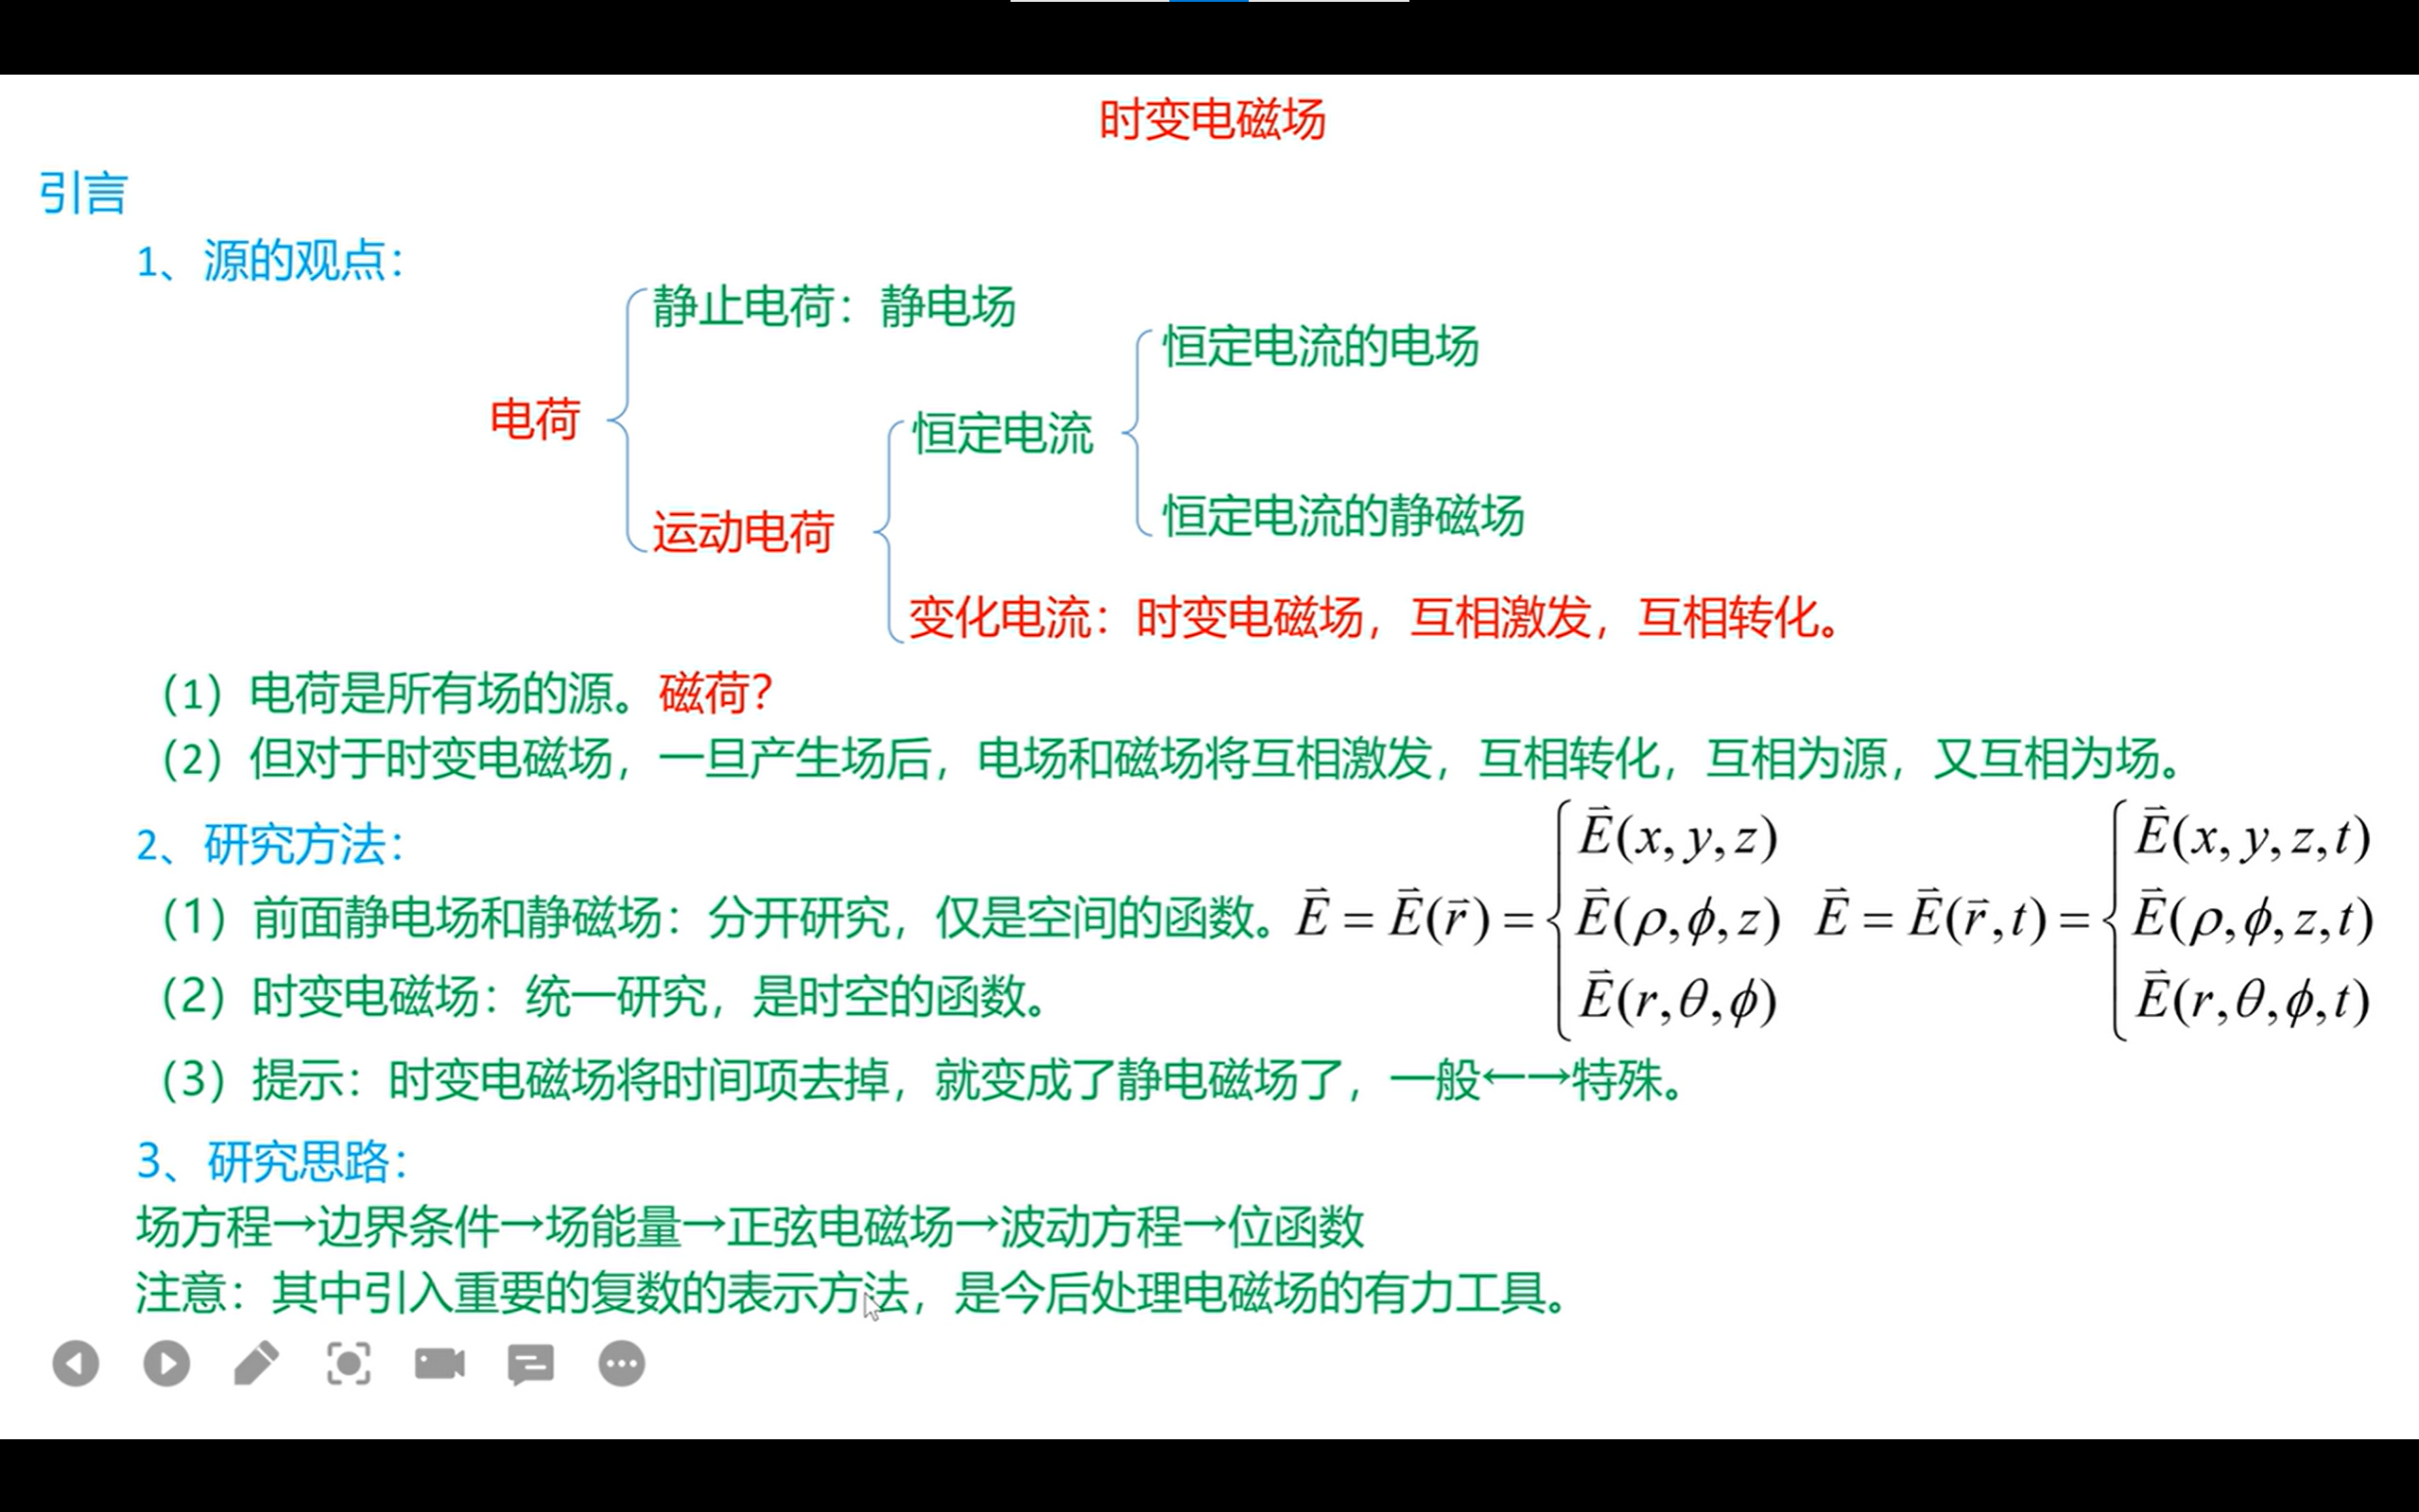 时变电磁场
引言
1、源的观点：
静止电荷：静电场
恒定电流的电场
电荷
恒定电流
恒定电流的静磁场
运动电荷
变化电流：时变电磁场，互相激发，互相转化。
（1）电荷是所有场的源。磁荷？
（2）但对于时变电磁场，一旦产生场后，电场和磁场将互相激发，互相转化，互相为源，又互相为场。
2、研究方法：
（1）前面静电场和静磁场：分开研究，仅是空间的函数。
$\vec{E} = \vec{E}(\vec{r}) = \begin{cases} \vec{E}(x,y,z) \\ \vec{E}(\rho,\phi,z) \\ \vec{E}(r,\theta,\phi) \end{cases}$
$\vec{E} = \vec{E}(\vec{r},t) = \begin{cases} \vec{E}(x,y,z,t) \\ \vec{E}(\rho,\phi,z,t) \\ \vec{E}(r,\theta,\phi,t) \end{cases}$
（2）时变电磁场：统一研究，是时空的函数。
（3）提示：时变电磁场将时间项去掉，就变成了静电磁场了，一般←→特殊。
3、研究思路：
场方程→边界条件→场能量→正弦电磁场→波动方程→位函数
注意：其中引入重要的复数的表示方法，是今后处理电磁场的有力工具。